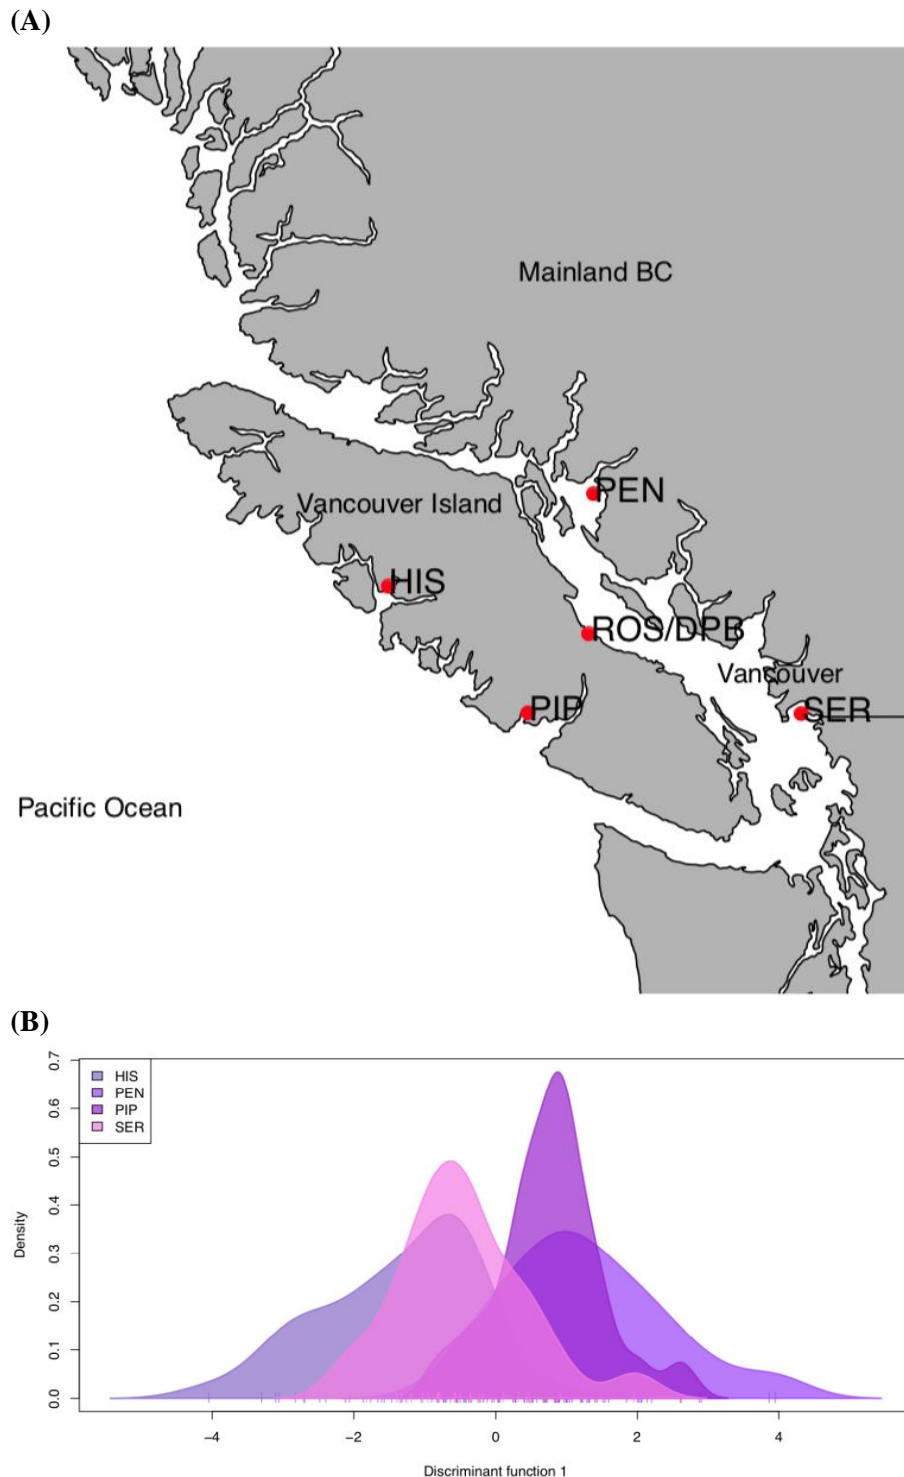 (A)
Mainland BC
PEN
Vancouver Island
HIS
ROS/DPB
Vancouver
PIP
SER
Pacific Ocean
(B)
HIS
PEN
PIP
SER
0.7
0.6
0.5
0.4
0.3
0.2
0.1
0.0
Density
−4 −2 0 2 4
Discriminant function 1